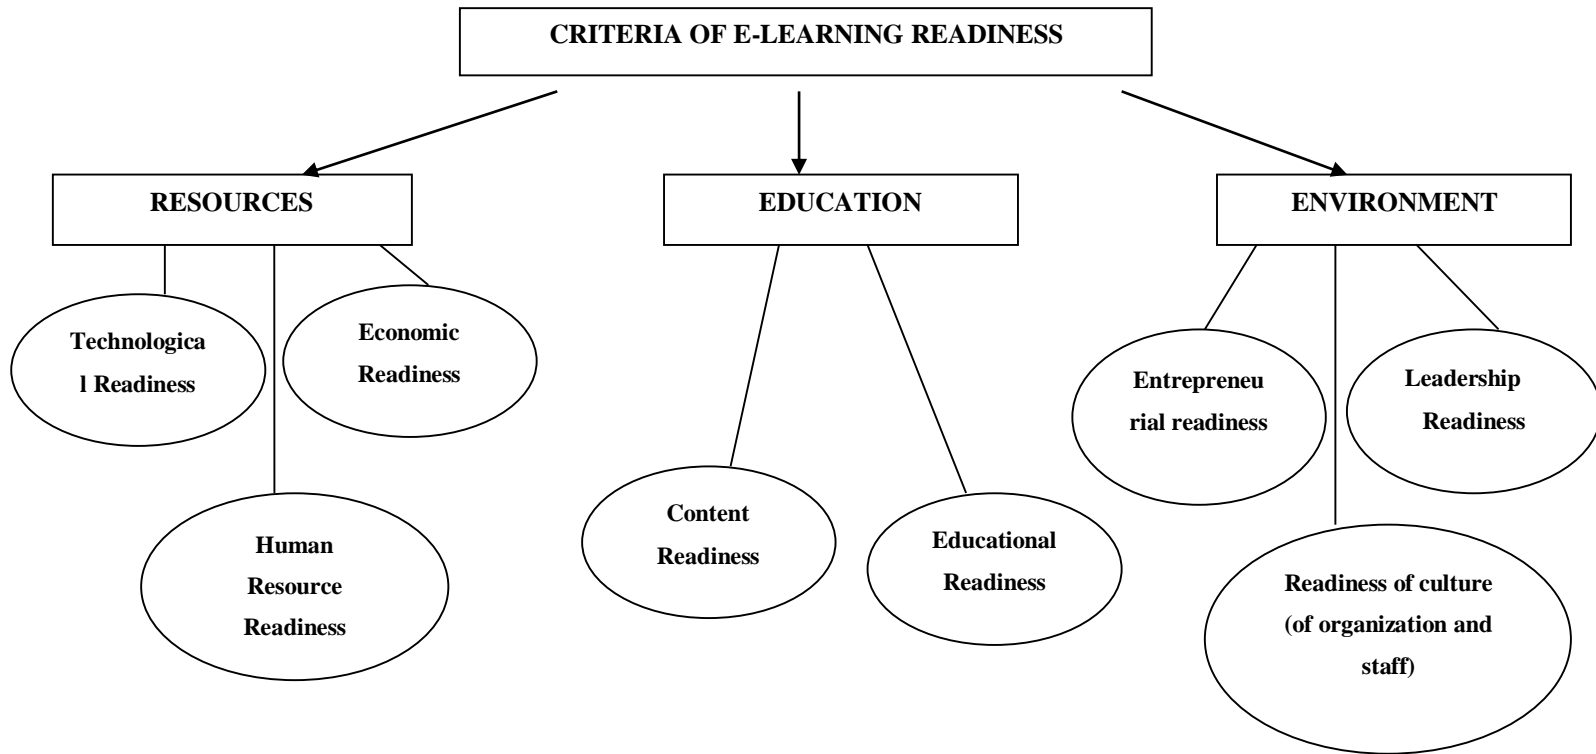 CRITERIA OF E-LEARNING READINESS
RESOURCES
EDUCATION
ENVIRONMENT
Technologica
l Readiness
Economic
Readiness
Human
Resource
Readiness
Content
Readiness
Educational
Readiness
Entrepreneu
rial readiness
Leadership
Readiness
Readiness of culture
(of organization and
staff)